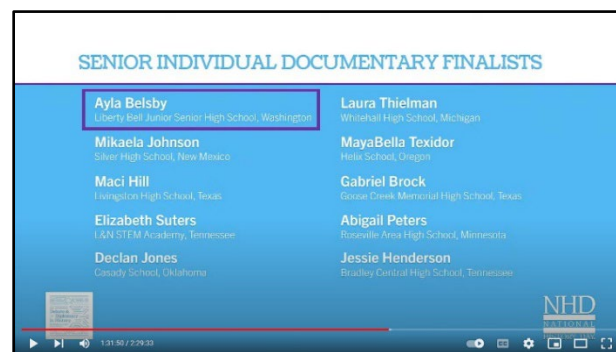 SENIOR INDIVIDUAL DOCUMENTARY FINALISTS
Ayla Belsby
Liberty Bell Junior Senior High School, Washington
Mikaela Johnson
Silver High School, New Mexico
Maci Hill
Livingston High School, Texas
Elizabeth Suters
L&N STEM Academy, Tennessee
Declan Jones
Casady School, Oklahoma
Laura Thielman
Whitehall High School, Michigan
MayaBella Texidor
Helix School, Oregon
Gabriel Brock
Goose Creek Memorial High School, Texas
Abigail Peters
Roseville Area High School, Minnesota
Jessie Henderson
Bradley Central High School, Tennessee
NHD
NATIONAL
1:31:50 / 2:29:33